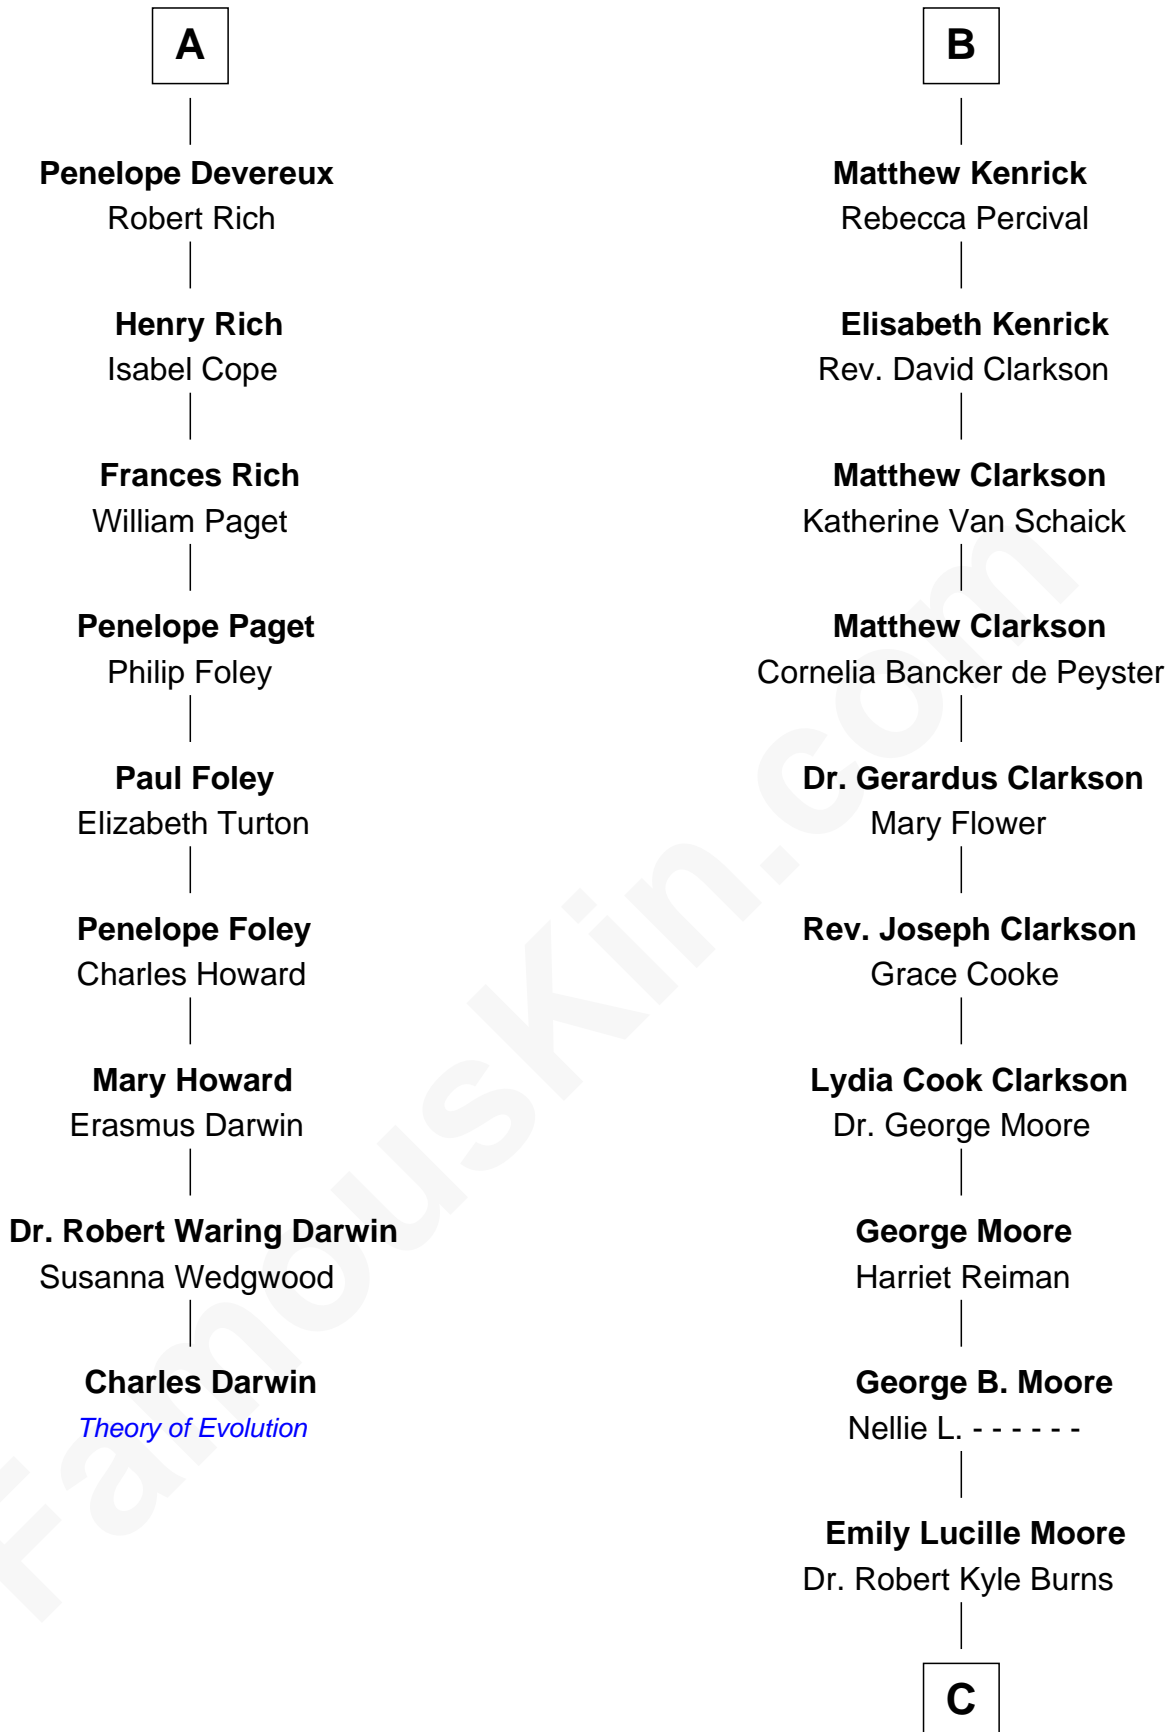 A
Penelope Devereux
Robert Rich
Henry Rich
Isabel Cope
Frances Rich
William Paget
Penelope Paget
Philip Foley
Paul Foley
Elizabeth Turton
Penelope Foley
Charles Howard
Mary Howard
Erasmus Darwin
Dr. Robert Waring Darwin
Susanna Wedgwood
Charles Darwin
Theory of Evolution
B
Matthew Kenrick
Rebecca Percival
Elisabeth Kenrick
Rev. David Clarkson
Matthew Clarkson
Katherine Van Schaick
Matthew Clarkson
Cornelia Bancker de Peyster
Dr. Gerardus Clarkson
Mary Flower
Rev. Joseph Clarkson
Grace Cooke
Lydia Cook Clarkson
Dr. George Moore
George Moore
Harriet Reiman
George B. Moore
Nellie L. - - - - - -
Emily Lucille Moore
Dr. Robert Kyle Burns
C
FamousKin.com